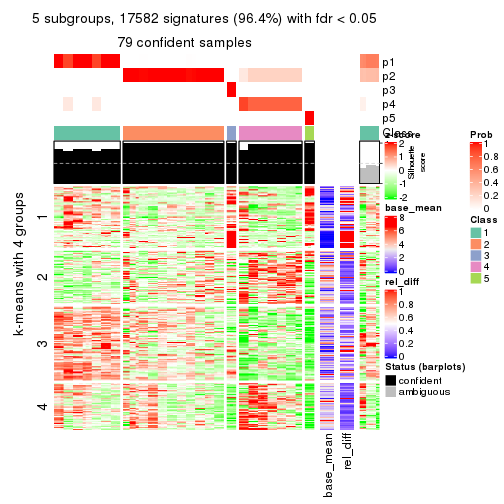 5 subgroups, 17582 signatures (96.4%) with fdr < 0.05
79 confident samples
p1
p2
p3
p4
p5
Class
z-score
2
1
0
-1
-2
Silhouette
score
Prob
1
0.8
0.6
0.4
0.2
0
base_mean
8
6
4
2
0
Class
1
2
3
4
5
rel_diff
1
0.8
0.6
0.4
0.2
0
Status (barplots)
confident
ambiguous
k-means with 4 groups
1
2
3
4
base_mean
rel_diff